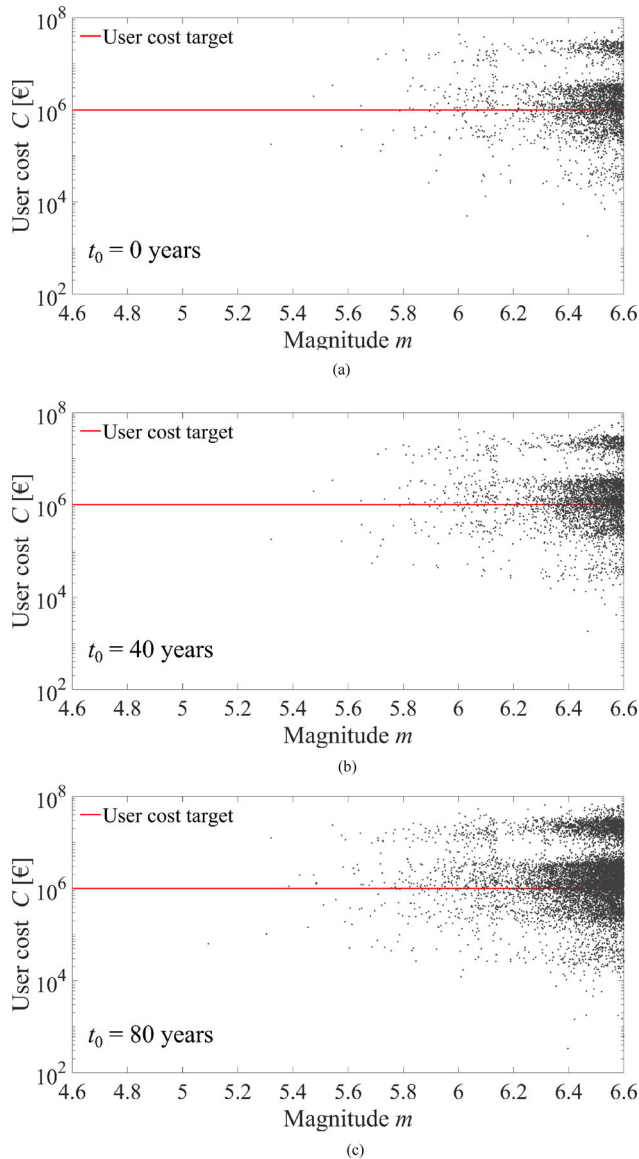 10^8
User cost target
10^6
User cost C [€]
10^4
t_0 = 0 years
10^2
4.6 4.8 5 5.2 5.4 5.6 5.8 6 6.2 6.4 6.6
Magnitude m
(a)
10^8
User cost target
10^6
User cost C [€]
10^4
t_0 = 40 years
10^2
4.6 4.8 5 5.2 5.4 5.6 5.8 6 6.2 6.4 6.6
Magnitude m
(b)
10^8
User cost target
10^6
User cost C [€]
10^4
t_0 = 80 years
10^2
4.6 4.8 5 5.2 5.4 5.6 5.8 6 6.2 6.4 6.6
Magnitude m
(c)